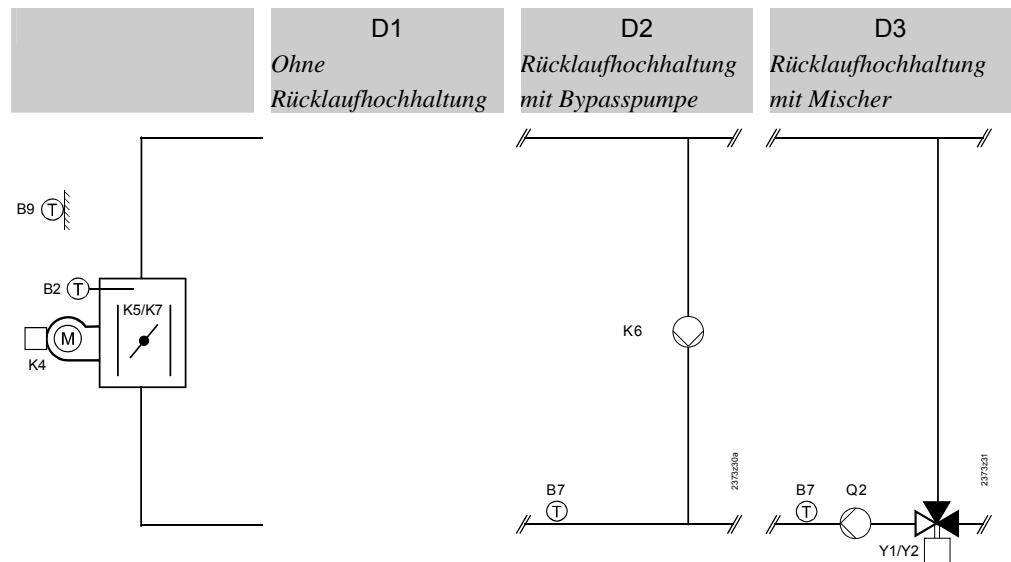 D1
Ohne
Rücklaufhochhaltung
D2
Rücklaufhochhaltung
mit Bypasspumpe
D3
Rücklaufhochhaltung
mit Mischer
B9 T
B2 T
K5/K7
M
K4
K6
B7
T
2373z30a
B7 Q2
T
Y1/Y2
2373z31